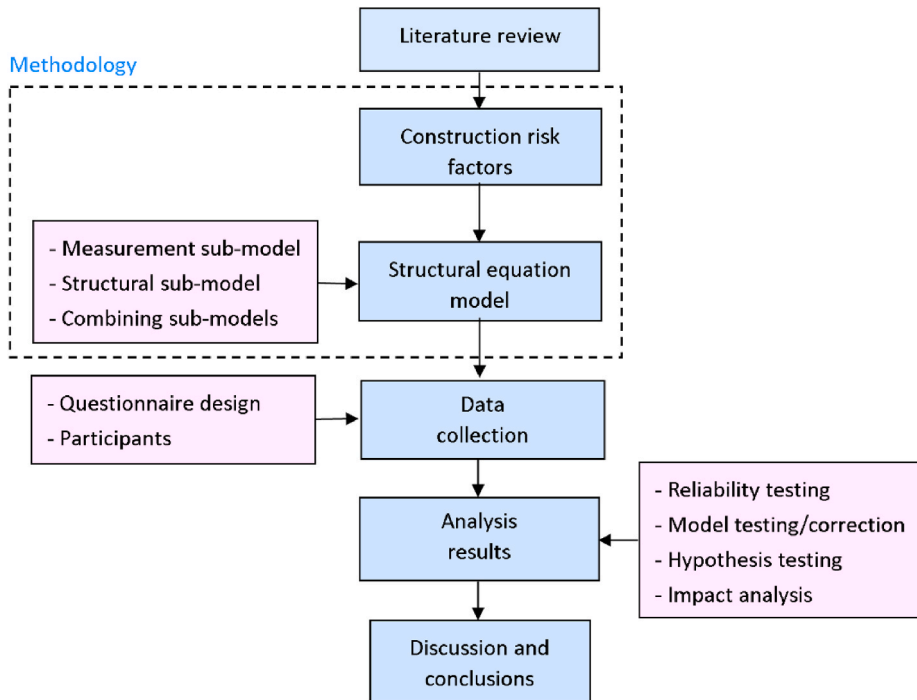 Literature review
Methodology
Construction risk
factors
- Measurement sub-model
- Structural sub-model
- Combining sub-models
Structural equation
model
- Questionnaire design
- Participants
Data
collection
- Reliability testing
- Model testing/correction
- Hypothesis testing
- Impact analysis
Analysis
results
Discussion and
conclusions